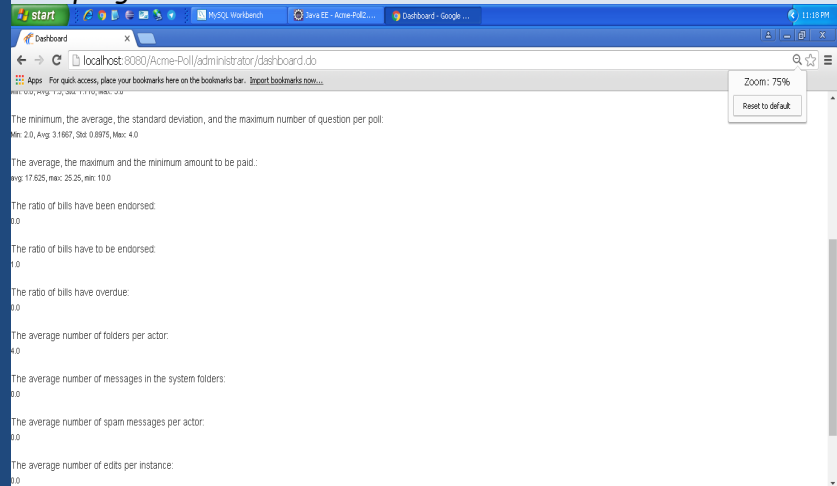 start
MySQL Workbench
Java EE - Acme-Poll2....
Dashboard - Google ...
11:18 PM
Dashboard
localhost:8080/Acme-Poll/administrator/dashboard.do
Apps For quick access, place your bookmarks here on the bookmarks bar. Import bookmarks now...
Zoom: 75%
Reset to default
The minimum, the average, the standard deviation, and the maximum number of question per poll:
Min: 2.0, Avg: 3.1667, Std: 0.8975, Max: 4.0
The average, the maximum and the minimum amount to be paid.:
avg: 17.625, max: 25.25, min: 10.0
The ratio of bills have been endorsed:
0.0
The ratio of bills have to be endorsed:
1.0
The ratio of bills have overdue:
0.0
The average number of folders per actor:
4.0
The average number of messages in the system folders:
0.0
The average number of spam messages per actor:
0.0
The average number of edits per instance:
0.0